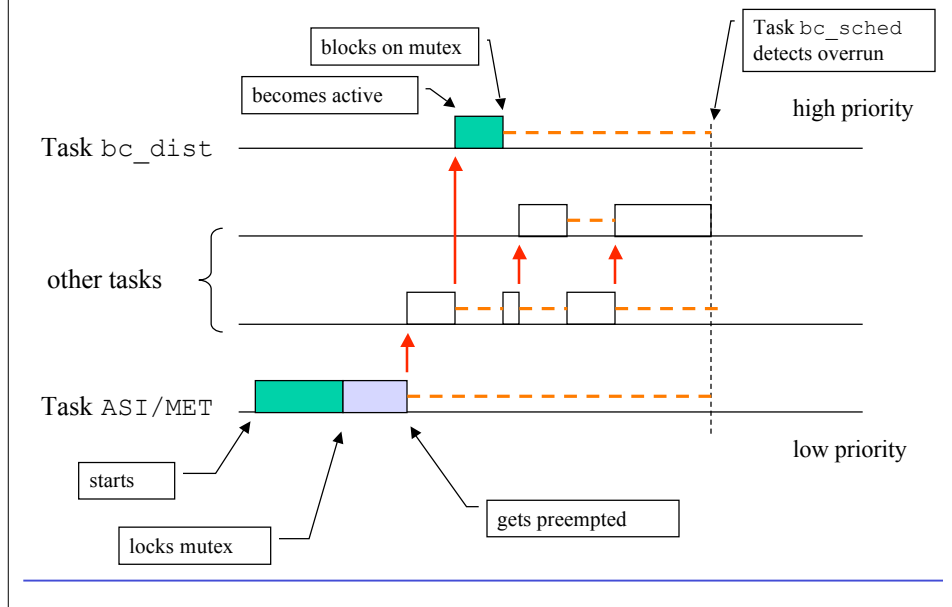 Task bc_sched
detects overrun
blocks on mutex
becomes active
high priority
Task bc_dist
other tasks
Task ASI/MET
low priority
starts
gets preempted
locks mutex